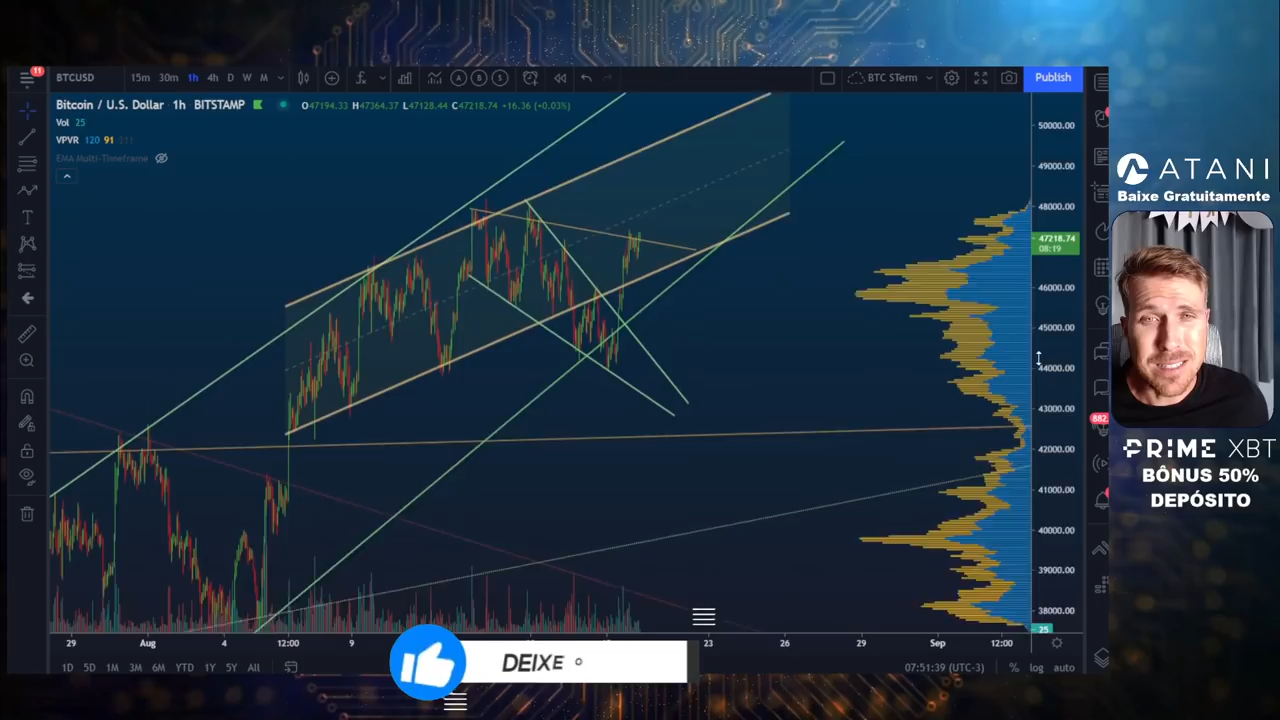 11
BTCUSD
15m 30m 1h 4h D W M
BTC STerm
Publish
Bitcoin / U.S. Dollar 1h BITSTAMP
O47194.33 H47364.37 L47128.44 C47218.74 +16.36 (+0.03%)
Vol 25
VPVR 120 91 211
EMA Multi-Timeframe
50000.00
49000.00
48000.00
47218.74
08:19
46000.00
45000.00
44000.00
43000.00
42000.00
41000.00
40000.00
39000.00
38000.00
25
882
29 Aug 4 12:00 9 23 26 29 Sep 12:00
1D 5D 1M 3M 6M YTD 1Y 5Y All
07:51:39 (UTC-3) % log auto
DEIXE O
ATANI
Baixe Gratuitamente
PRIME XBT
BÔNUS 50%
DEPÓSITO